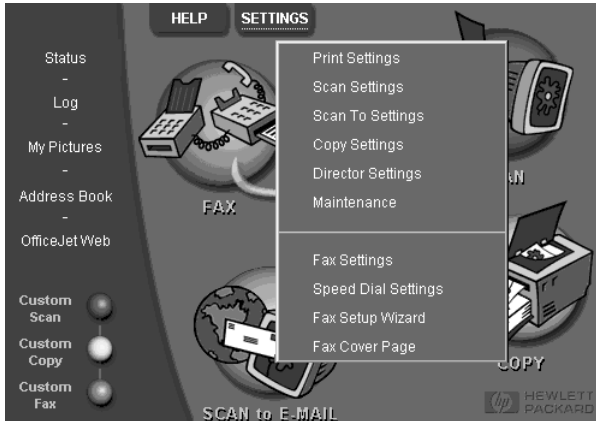 HELP
SETTINGS
Status
-
Log
-
My Pictures
-
Address Book
-
OfficeJet Web
Custom
Scan
Custom
Copy
Custom
Fax
FAX
Print Settings
Scan Settings
Scan To Settings
Copy Settings
Director Settings
Maintenance
Fax Settings
Speed Dial Settings
Fax Setup Wizard
Fax Cover Page
AN
SCAN to E-MAIL
COPY
hp
HEWLETT
PACKARD